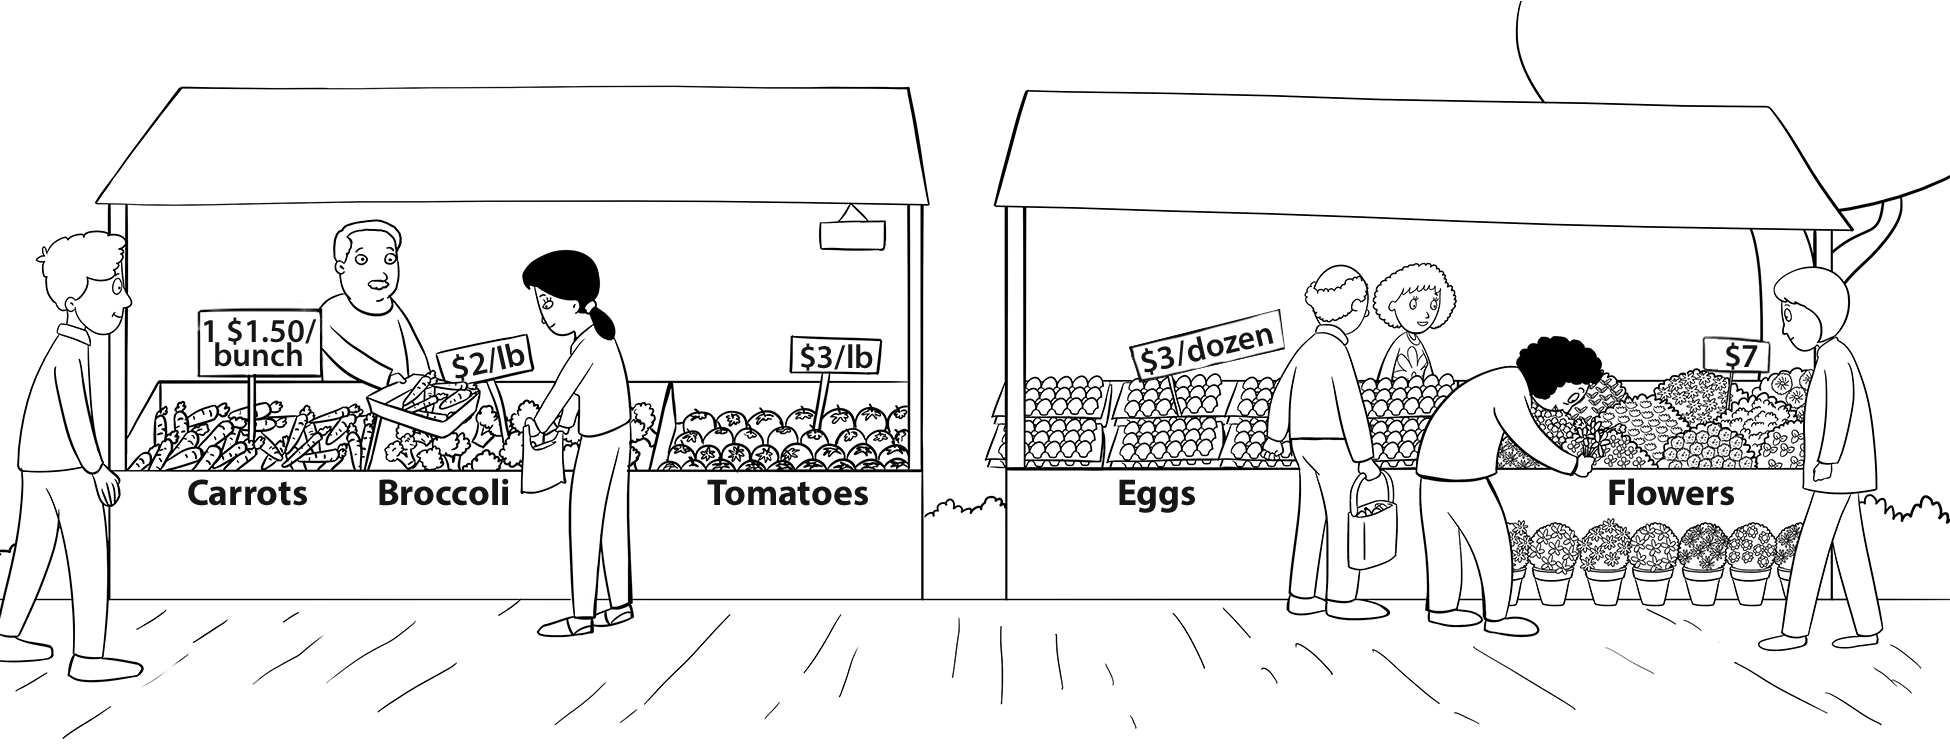 1 $1.50/
bunch
$2/lb
$3/lb
Carrots
Broccoli
Tomatoes
$3/dozen
$7
Eggs
Flowers